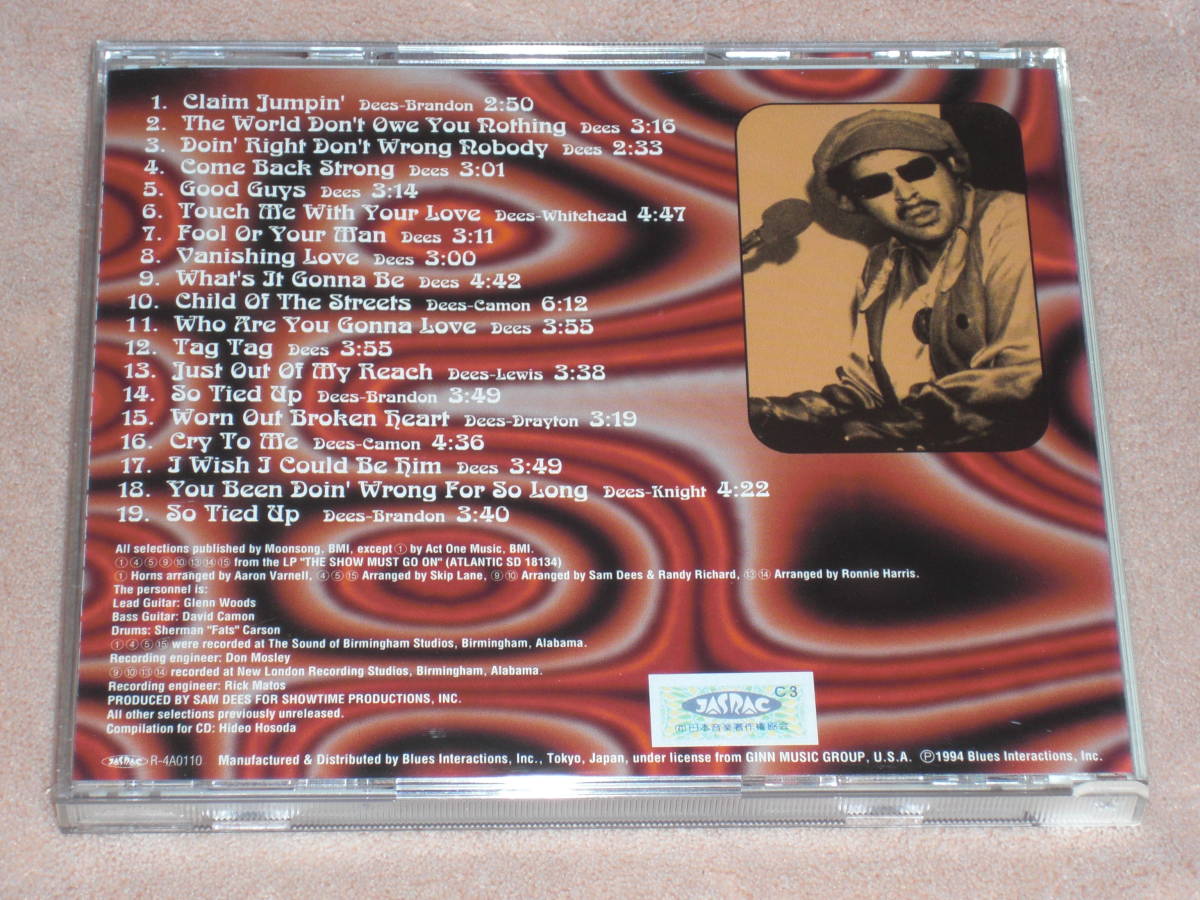 1. Claim Jumpin' Dees-Brandon 2:50
2. The World Don't Owe You Nothing Dees 3:16
3. Doin' Right Don't Wrong Nobody Dees 2:33
4. Come Back Strong Dees 3:01
5. Good Guys Dees 3:14
6. Touch Me With Your Love Dees-Whitehead 4:47
7. Fool Or Your Man Dees 3:11
8. Vanishing Love Dees 3:00
9. What's It Gonna Be Dees 4:42
10. Child Of The Streets Dees-Camon 6:12
11. Who Are You Gonna Love Dees 3:55
12. Tag Tag Dees 3:55
13. Just Out Of My Reach Dees-Lewis 3:38
14. So Tied Up Dees-Brandon 3:49
15. Worn Out Broken Heart Dees-Drayton 3:19
16. Cry To Me Dees-Camon 4:36
17. I Wish I Could Be Him Dees 3:49
18. You Been Doin' Wrong For So Long Dees-Knight 4:22
19. So Tied Up Dees-Brandon 3:40
All selections published by Moonsong, BMI, except ① by Act One Music, BMI.
①④⑤⑨⑩⑬⑭⑮ from the LP "THE SHOW MUST GO ON" (ATLANTIC SD 18134)
① Horns arranged by Aaron Varnell, ④⑤⑮ Arranged by Skip Lane, ⑨⑩ Arranged by Sam Dees & Randy Richard, ⑬⑭ Arranged by Ronnie Harris.
The personnel is:
Lead Guitar: Glenn Woods
Bass Guitar: David Camon
Drums: Sherman "Fats" Carson
①④⑤⑮ were recorded at The Sound of Birmingham Studios, Birmingham, Alabama.
Recording engineer: Don Mosley
⑨⑩⑬⑭ recorded at New London Recording Studios, Birmingham, Alabama.
Recording engineer: Rick Matos
PRODUCED BY SAM DEES FOR SHOWTIME PRODUCTIONS, INC.
All other selections previously unreleased.
Compilation for CD: Hideo Hosoda
C3
JASRAC
㈳日本音楽著作権協会
JASRAC R-4A0110 Manufactured & Distributed by Blues Interactions, Inc., Tokyo, Japan, under license from GINN MUSIC GROUP, U.S.A. ℗1994 Blues Interactions, Inc.